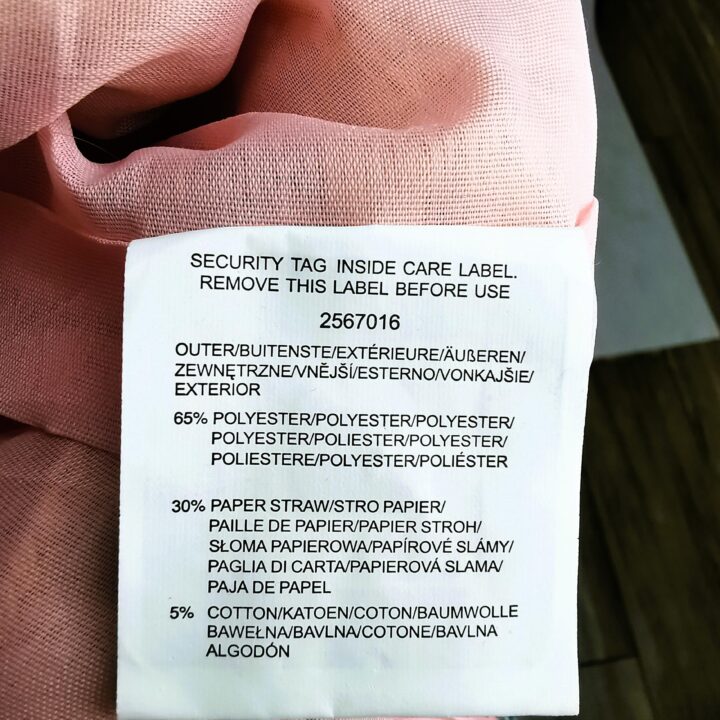 SECURITY TAG INSIDE CARE LABEL.
REMOVE THIS LABEL BEFORE USE
2567016
OUTER/BUITENSTE/EXTÉRIEURE/ÄUßEREN/
ZEWNĘTRZNE/VNĚJŠÍ/ESTERNO/VONKAJŠIE/
EXTERIOR
65% POLYESTER/POLYESTER/POLYESTER/
POLYESTER/POLIESTER/POLYESTER/
POLIESTERE/POLYESTER/POLIÉSTER
30% PAPER STRAW/STRO PAPIER/
PAILLE DE PAPIER/PAPIER STROH/
SŁOMA PAPIEROWA/PAPÍROVÉ SLÁMY/
PAGLIA DI CARTA/PAPIEROVÁ SLAMA/
PAJA DE PAPEL
5% COTTON/KATOEN/COTON/BAUMWOLLE
BAWEŁNA/BAVLNA/COTONE/BAVLNA
ALGODÓN